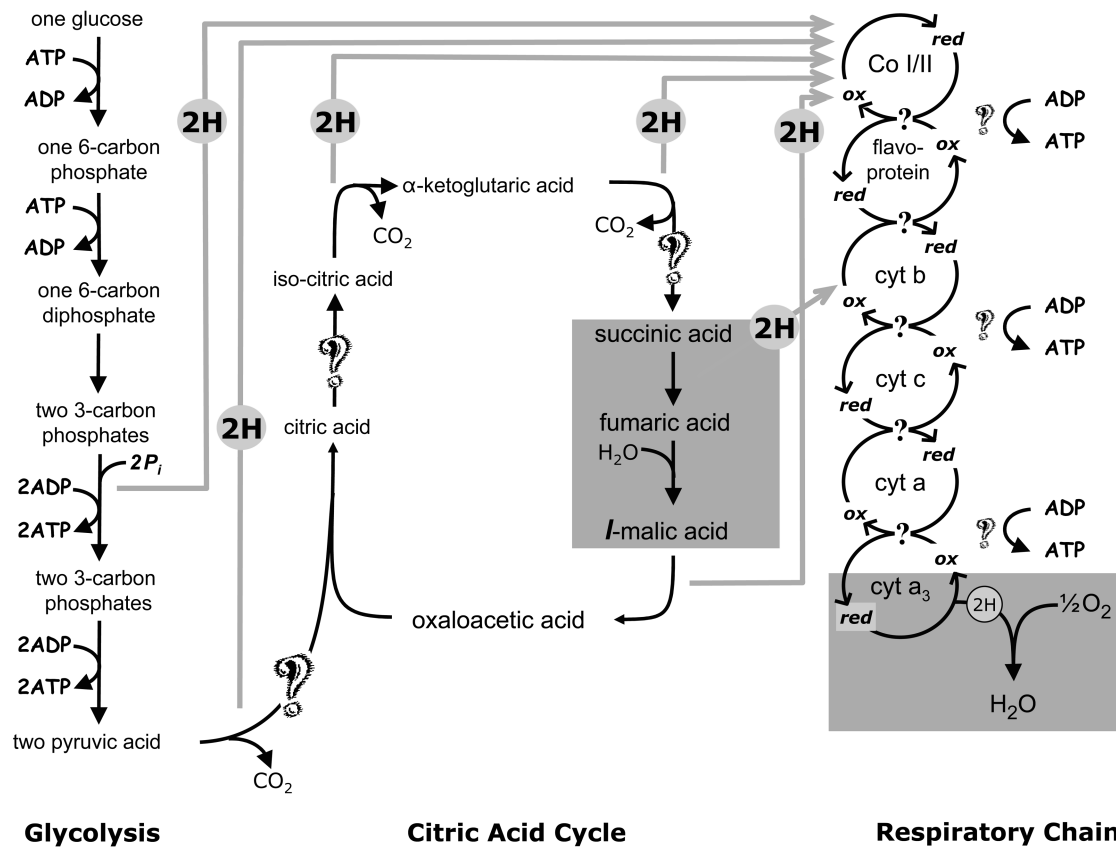 one glucose
ATP
ADP
one 6-carbon
phosphate
ATP
ADP
one 6-carbon
diphosphate
two 3-carbon
phosphates
2Pi
2ADP
2ATP
two 3-carbon
phosphates
2ADP
2ATP
two pyruvic acid
CO2
Glycolysis
2H
2H
2H
2H
2H
α-ketoglutaric acid
CO2
CO2
?
iso-citric acid
?
citric acid
succinic acid
2H
fumaric acid
H2O
l-malic acid
oxaloacetic acid
?
Citric Acid Cycle
red
Co I/II
ox
?
ox
flavo-
protein
red
?
red
cyt b
ox
?
ox
cyt c
red
?
red
cyt a
ox
?
ox
cyt a3
red
2H
½O2
H2O
?
ADP
ATP
?
ADP
ATP
?
ADP
ATP
Respiratory Chain